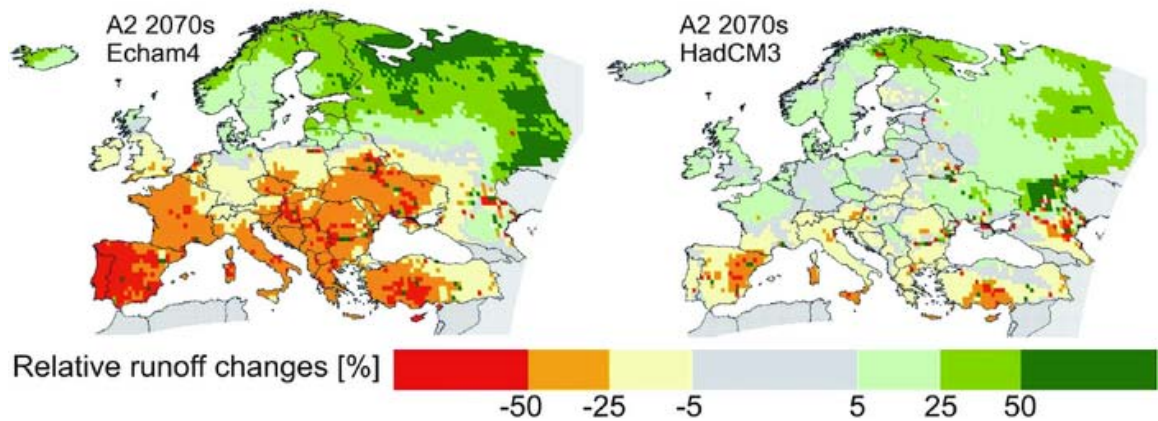 A2 2070s
Echam4
A2 2070s
HadCM3
Relative runoff changes [%]
-50 -25 -5 5 25 50